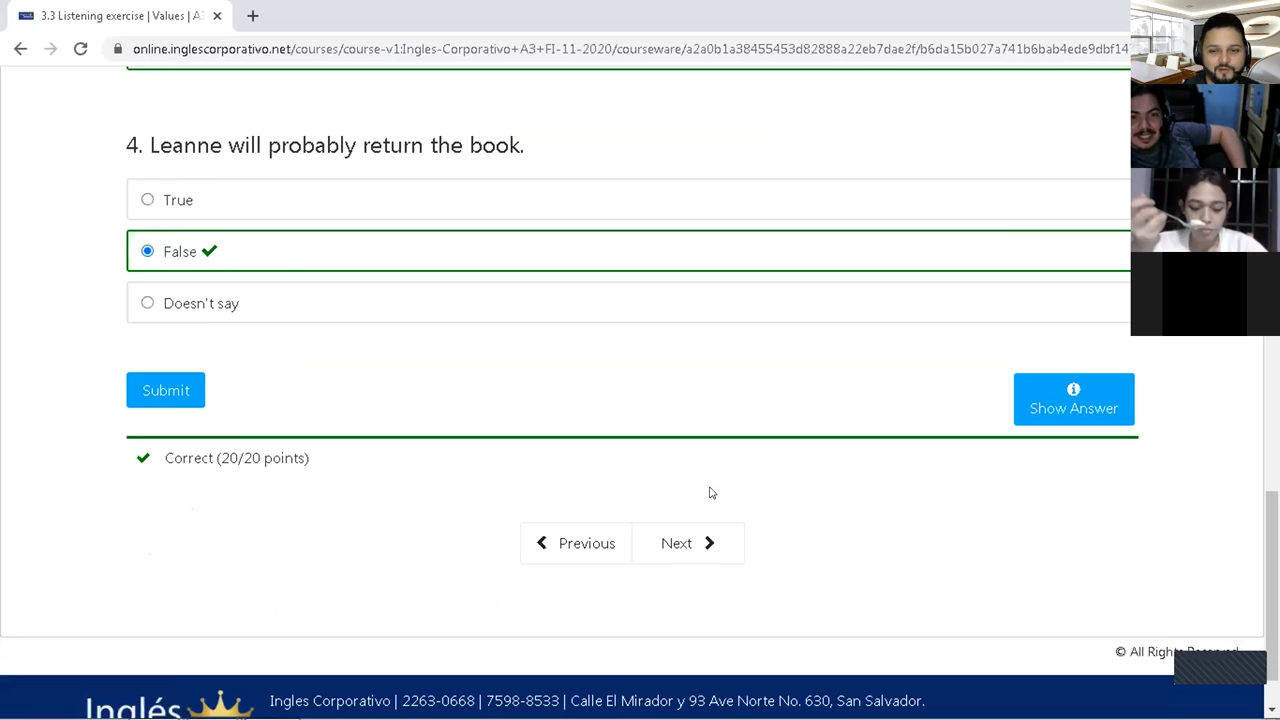 3.3 Listening exercise | Values | A3
online.inglescorporativo.net/courses/course-v1:Ingles-Corporativo+A3+FI-11-2020/courseware/a2a0b1a38455453d82888a22eb7dae2f/b6da15b027a741b6bab4ede9dbf14
4. Leanne will probably return the book.
True
False
Doesn't say
Submit
Show Answer
Correct (20/20 points)
Previous
Next
© All Rights Reserved
Inglés
Ingles Corporativo | 2263-0668 | 7598-8533 | Calle El Mirador y 93 Ave Norte No. 630, San Salvador.